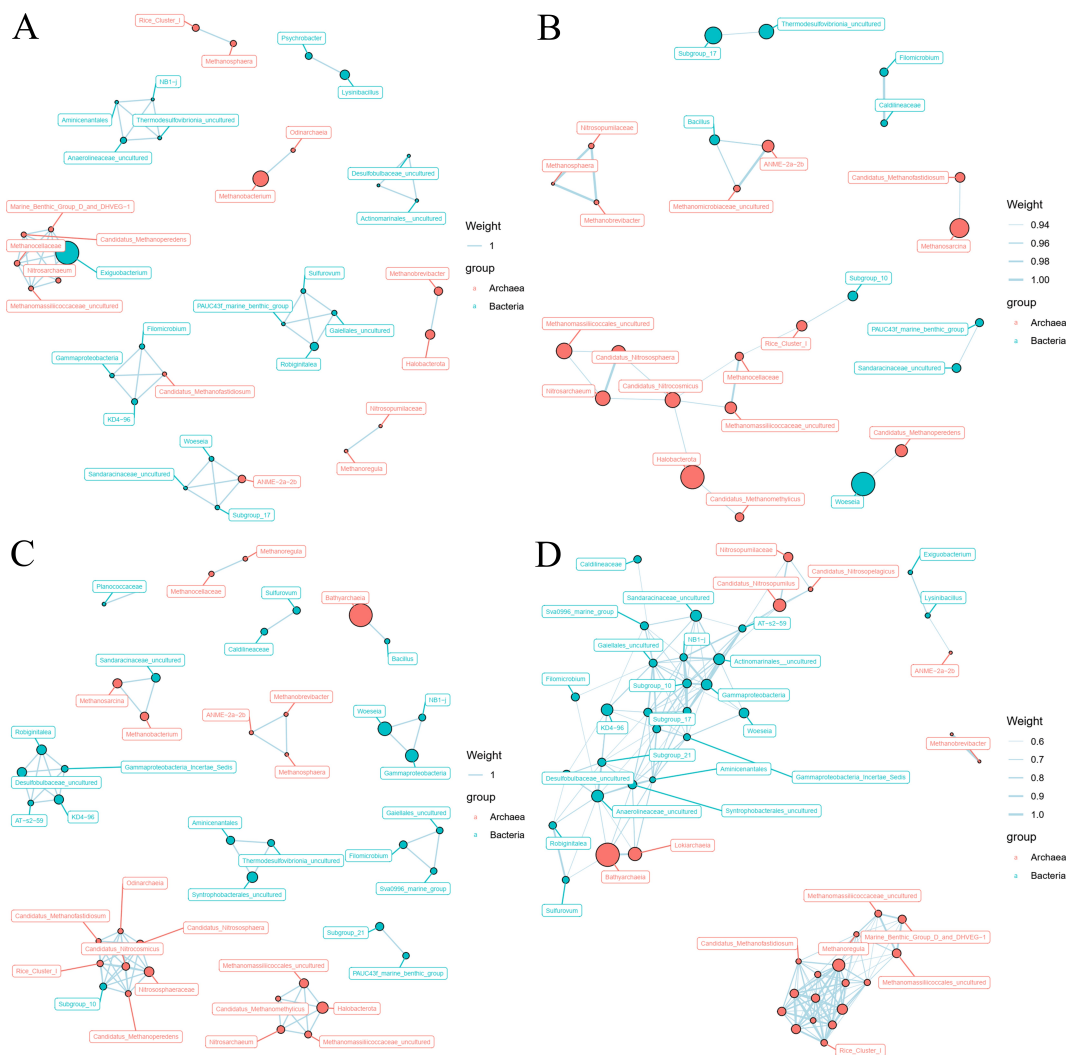 A
Rice_Cluster_I
Methanosphaera
Psychrobacter
Lysinibacillus
NB1-j
Aminicenantales
Thermodesulfovibrionia_uncultured
Anaerolineaceae_uncultured
Odinarchaeia
Methanobacterium
Desulfobulbaceae_uncultured
Actinomarinales__uncultured
Marine_Benthic_Group_D_and_DHVEG-1
Candidatus_Methanoperedens
Methanocellaceae
Nitrosarchaeum
Exiguobacterium
Methanomassiliicoccaceae_uncultured
Weight
1
group
a Archaea
a Bacteria
Sulfurovum
PAUC43f_marine_benthic_group
Gaiellales_uncultured
Robiginitalea
Methanobrevibacter
Halobacterota
Filomicrobium
Gammaproteobacteria
Candidatus_Methanofastidiosum
KD4-96
Nitrosopumilaceae
Methanoregula
Woeseia
Sandaracinaceae_uncultured
ANME-2a-2b
Subgroup_17
B
Thermodesulfovibrionia_uncultured
Subgroup_17
Filomicrobium
Caldilineaceae
Nitrosopumilaceae
Methanosphaera
Methanobrevibacter
Bacillus
ANME-2a-2b
Methanomicrobiaceae_uncultured
Candidatus_Methanofastidiosum
Methanosarcina
Weight
0.94
0.96
0.98
1.00
group
a Archaea
a Bacteria
Subgroup_10
PAUC43f_marine_benthic_group
Sandaracinaceae_uncultured
Methanomassiliicoccales_uncultured
Rice_Cluster_I
Candidatus_Nitrososphaera
Methanocellaceae
Nitrosarchaeum
Candidatus_Nitrocosmicus
Methanomassiliicoccaceae_uncultured
Halobacterota
Candidatus_Methanomethylicus
Candidatus_Methanoperedens
Woeseia
C
Methanoregula
Methanocellaceae
Planococcaceae
Sulfurovum
Caldilineaceae
Bathyarchaeia
Bacillus
Sandaracinaceae_uncultured
Methanosarcina
Methanobacterium
Methanobrevibacter
ANME-2a-2b
Methanosphaera
NB1-j
Woeseia
Gammaproteobacteria
Robiginitalea
Gammaproteobacteria_Incertae_Sedis
Desulfobulbaceae_uncultured
AT-s2-59
KD4-96
Weight
1
group
a Archaea
a Bacteria
Aminicenantales
Thermodesulfovibrionia_uncultured
Syntrophobacterales_uncultured
Gaiellales_uncultured
Filomicrobium
Sva0996_marine_group
Odinarchaeia
Candidatus_Methanofastidiosum
Candidatus_Nitrososphaera
Candidatus_Nitrocosmicus
Rice_Cluster_I
Nitrososphaeraceae
Subgroup_10
Candidatus_Methanoperedens
Subgroup_21
PAUC43f_marine_benthic_group
Methanomassiliicoccales_uncultured
Candidatus_Methanomethylicus
Halobacterota
Nitrosarchaeum
Methanomassiliicoccaceae_uncultured
D
Caldilineaceae
Nitrosopumilaceae
Candidatus_Nitrosopelagicus
Candidatus_Nitrosopumilus
Sandaracinaceae_uncultured
Sva0996_marine_group
AT-s2-59
Gaiellales_uncultured
NB1-j
Actinomarinales__uncultured
Filomicrobium
Subgroup_10
Gammaproteobacteria
Subgroup_17
KD4-96
Woeseia
Subgroup_21
Desulfobulbaceae_uncultured
Aminicenantales
Gammaproteobacteria_Incertae_Sedis
Anaerolineaceae_uncultured
Syntrophobacterales_uncultured
Robiginitalea
Lokiarchaeia
Bathyarchaeia
Sulfurovum
Exiguobacterium
Lysinibacillus
ANME-2a-2b
Methanobrevibacter
Weight
0.6
0.7
0.8
0.9
1.0
group
a Archaea
a Bacteria
Methanomassiliicoccaceae_uncultured
Candidatus_Methanofastidiosum
Marine_Benthic_Group_D_and_DHVEG-1
Methanoregula
Methanomassiliicoccales_uncultured
Rice_Cluster_I